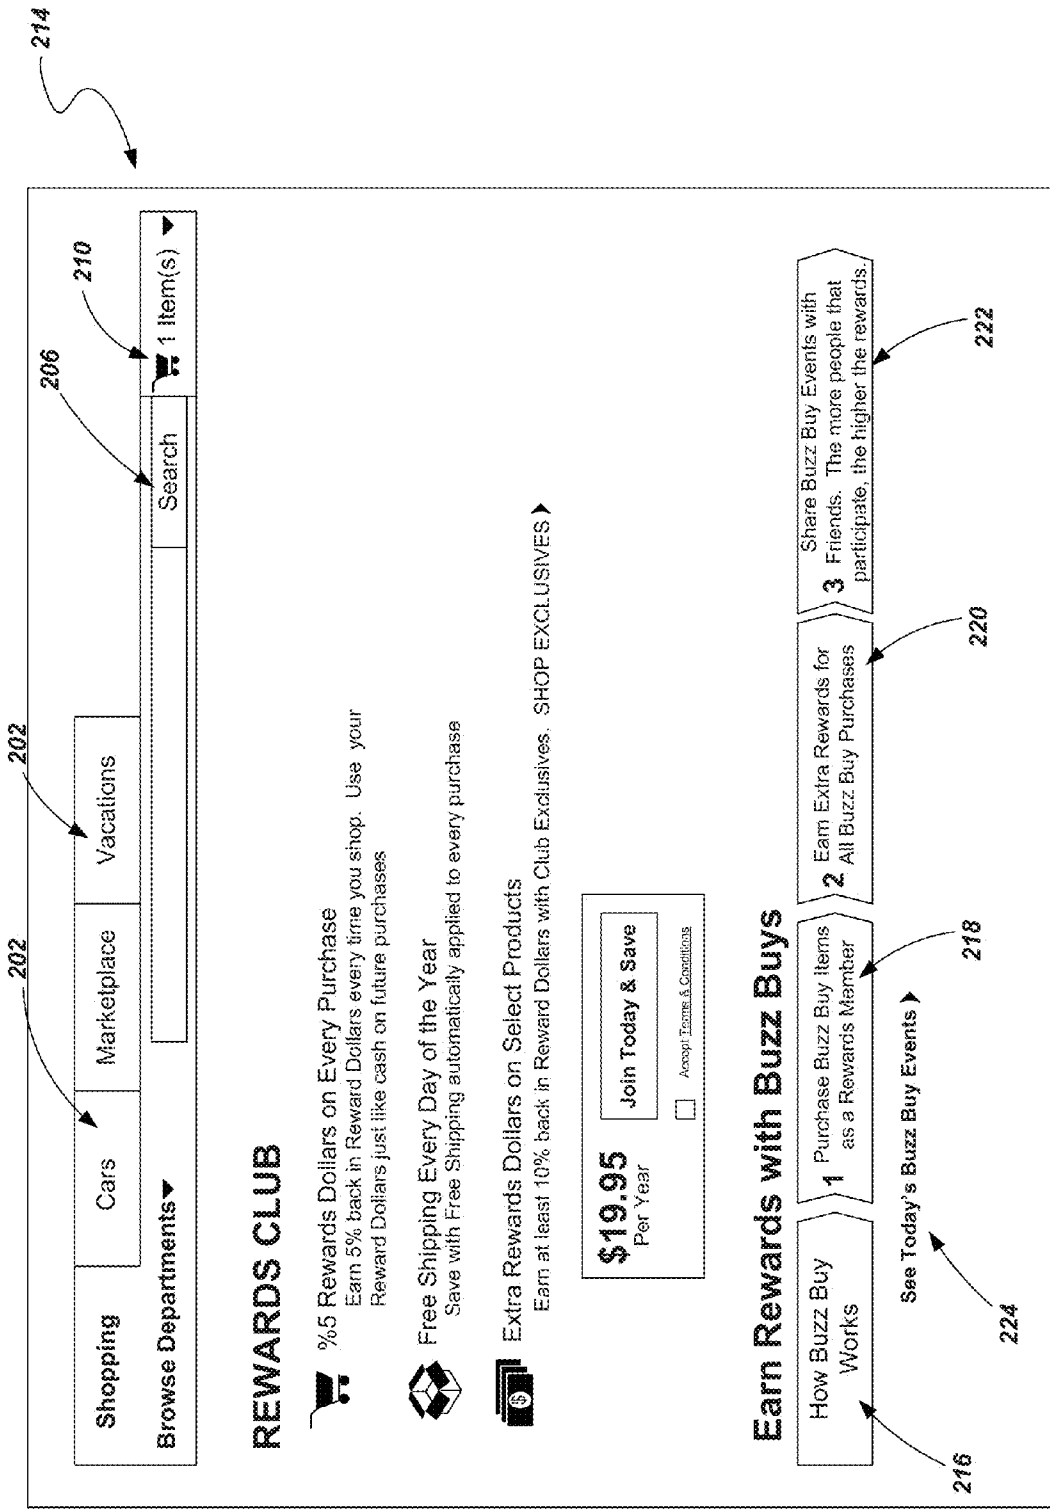 214
202
202
206
210
Shopping
Cars
Marketplace
Vacations
Browse Departments
Search
1 Item(s)
REWARDS CLUB
%5 Rewards Dollars on Every Purchase
Earn 5% back in Reward Dollars every time you shop. Use your
Reward Dollars just like cash on future purchases
Free Shipping Every Day of the Year
Save with Free Shipping automatically applied to every purchase
$
Extra Rewards Dollars on Select Products
Earn at least 10% back in Reward Dollars with Club Exclusives. SHOP EXCLUSIVES
$19.95
Per Year
Join Today & Save
Accept Terms & Conditions
Earn Rewards with Buzz Buys
How Buzz Buy
Works
1 Purchase Buzz Buy Items
as a Rewards Member
2 Earn Extra Rewards for
All Buzz Buy Purchases
Share Buzz Buy Events with
3 Friends. The more people that
participate, the higher the rewards.
See Today's Buzz Buy Events
216
224
218
220
222